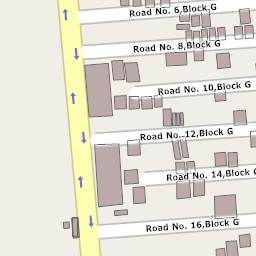 Road No. 6,Block G
Road No. 8,Block G
Road No. 10,Block G
Road No. 12,Block G
Road No. 14,Block G
Road No. 16,Block G